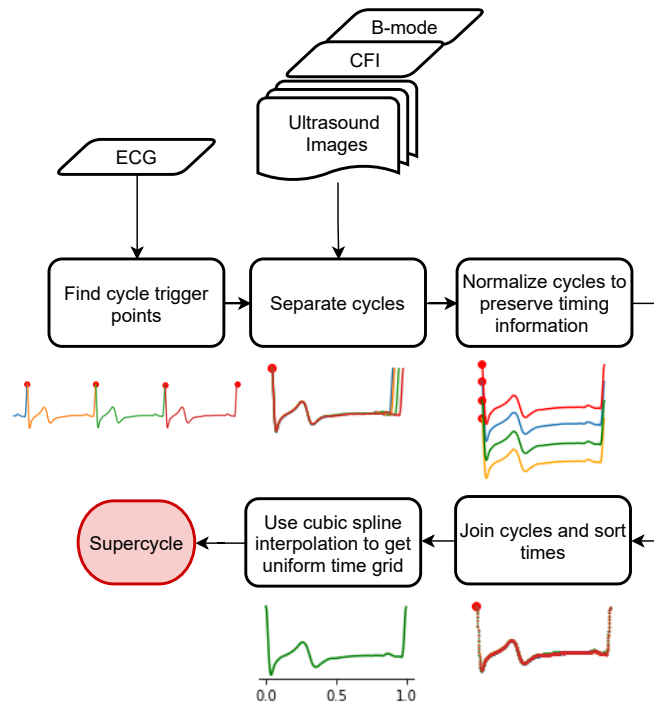 B-mode
CFI
Ultrasound
Images
ECG
Find cycle trigger
points
Separate cycles
Normalize cycles to
preserve timing
information
Supercycle
Use cubic spline
interpolation to get
uniform time grid
Join cycles and sort
times
0.0 0.5 1.0